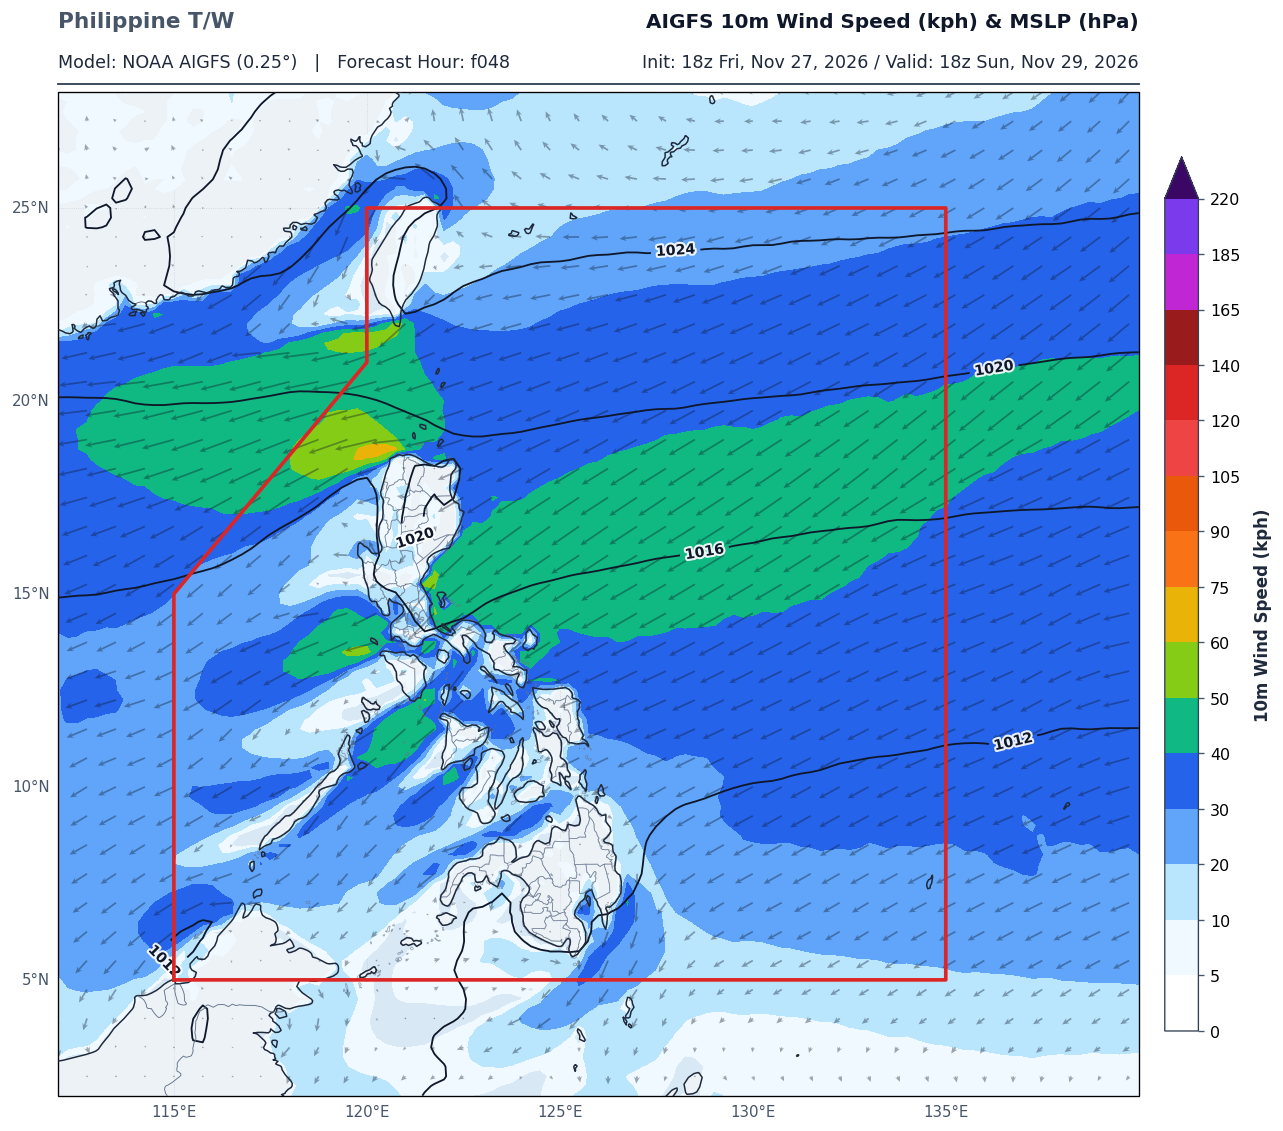 Philippine T/W
AIGFS 10m Wind Speed (kph) & MSLP (hPa)
Model: NOAA AIGFS (0.25°) | Forecast Hour: f048
Init: 18z Fri, Nov 27, 2026 / Valid: 18z Sun, Nov 29, 2026
25°N
20°N
15°N
10°N
5°N
115°E
120°E
125°E
130°E
135°E
1024
1020
1020
1016
1012
1012
220
185
165
140
120
105
90
75
60
50
40
30
20
10
5
0
10m Wind Speed (kph)